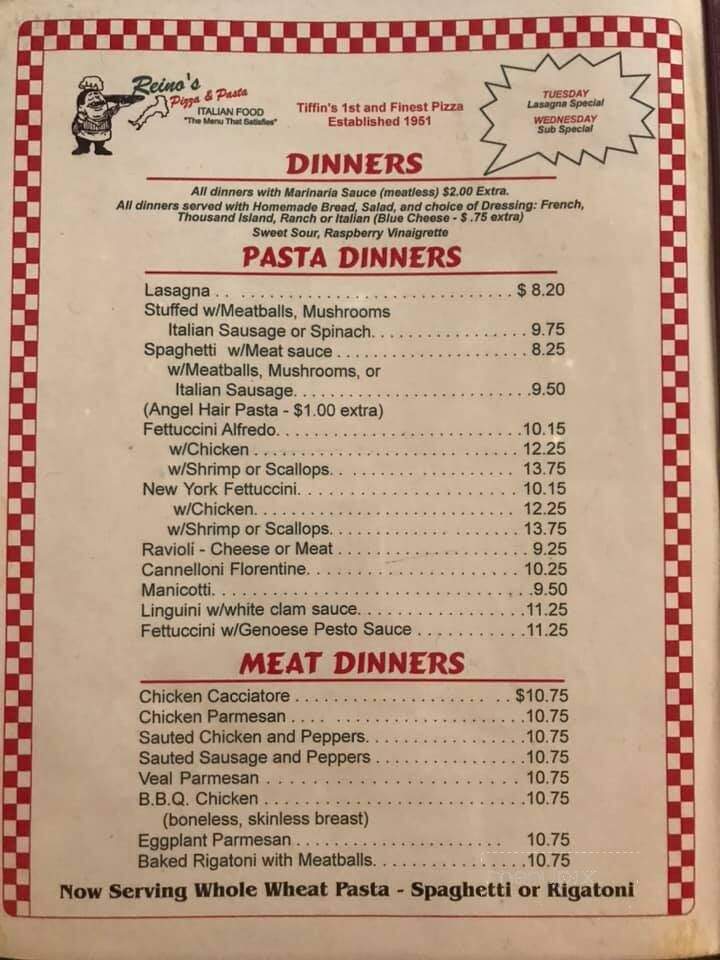 Reino's
Pizza & Pasta
ITALIAN FOOD
"The Menu That Satisfies"
Tiffin's 1st and Finest Pizza
Established 1951
TUESDAY
Lasagna Special
WEDNESDAY
Sub Special
DINNERS
All dinners with Marinaria Sauce (meatless) $2.00 Extra.
All dinners served with Homemade Bread, Salad, and choice of Dressing: French,
Thousand Island, Ranch or Italian (Blue Cheese - $ .75 extra)
Sweet Sour, Raspberry Vinaigrette
PASTA DINNERS
Lasagna . . . . . . . . . . . . . . . . . . . . . . . . . . . . $ 8.20
Stuffed w/Meatballs, Mushrooms
Italian Sausage or Spinach. . . . . . . . . . . . . . . 9.75
Spaghetti w/Meat sauce . . . . . . . . . . . . . . . . . . 8.25
w/Meatballs, Mushrooms, or
Italian Sausage. . . . . . . . . . . . . . . . . . . . . . .9.50
(Angel Hair Pasta - $1.00 extra)
Fettuccini Alfredo. . . . . . . . . . . . . . . . . . . . . . .10.15
w/Chicken . . . . . . . . . . . . . . . . . . . . . . . . . 12.25
w/Shrimp or Scallops. . . . . . . . . . . . . . . . . . 13.75
New York Fettuccini. . . . . . . . . . . . . . . . . . . . . 10.15
w/Chicken. . . . . . . . . . . . . . . . . . . . . . . . . 12.25
w/Shrimp or Scallops. . . . . . . . . . . . . . . . . . 13.75
Ravioli - Cheese or Meat . . . . . . . . . . . . . . . . . . 9.25
Cannelloni Florentine. . . . . . . . . . . . . . . . . . . . 10.25
Manicotti. . . . . . . . . . . . . . . . . . . . . . . . . . . . .9.50
Linguini w/white clam sauce. . . . . . . . . . . . . . . .11.25
Fettuccini w/Genoese Pesto Sauce . . . . . . . . . .11.25
MEAT DINNERS
Chicken Cacciatore . . . . . . . . . . . . . . . . . . . . . $10.75
Chicken Parmesan . . . . . . . . . . . . . . . . . . . . . .10.75
Sauted Chicken and Peppers. . . . . . . . . . . . . . .10.75
Sauted Sausage and Peppers . . . . . . . . . . . . . . 10.75
Veal Parmesan . . . . . . . . . . . . . . . . . . . . . . . . 10.75
B.B.Q. Chicken . . . . . . . . . . . . . . . . . . . . . . . .10.75
(boneless, skinless breast)
Eggplant Parmesan . . . . . . . . . . . . . . . . . . . 10.75
Baked Rigatoni with Meatballs. . . . . . . . . . . . . . .10.75
Now Serving Whole Wheat Pasta - Spaghetti or Rigatoni